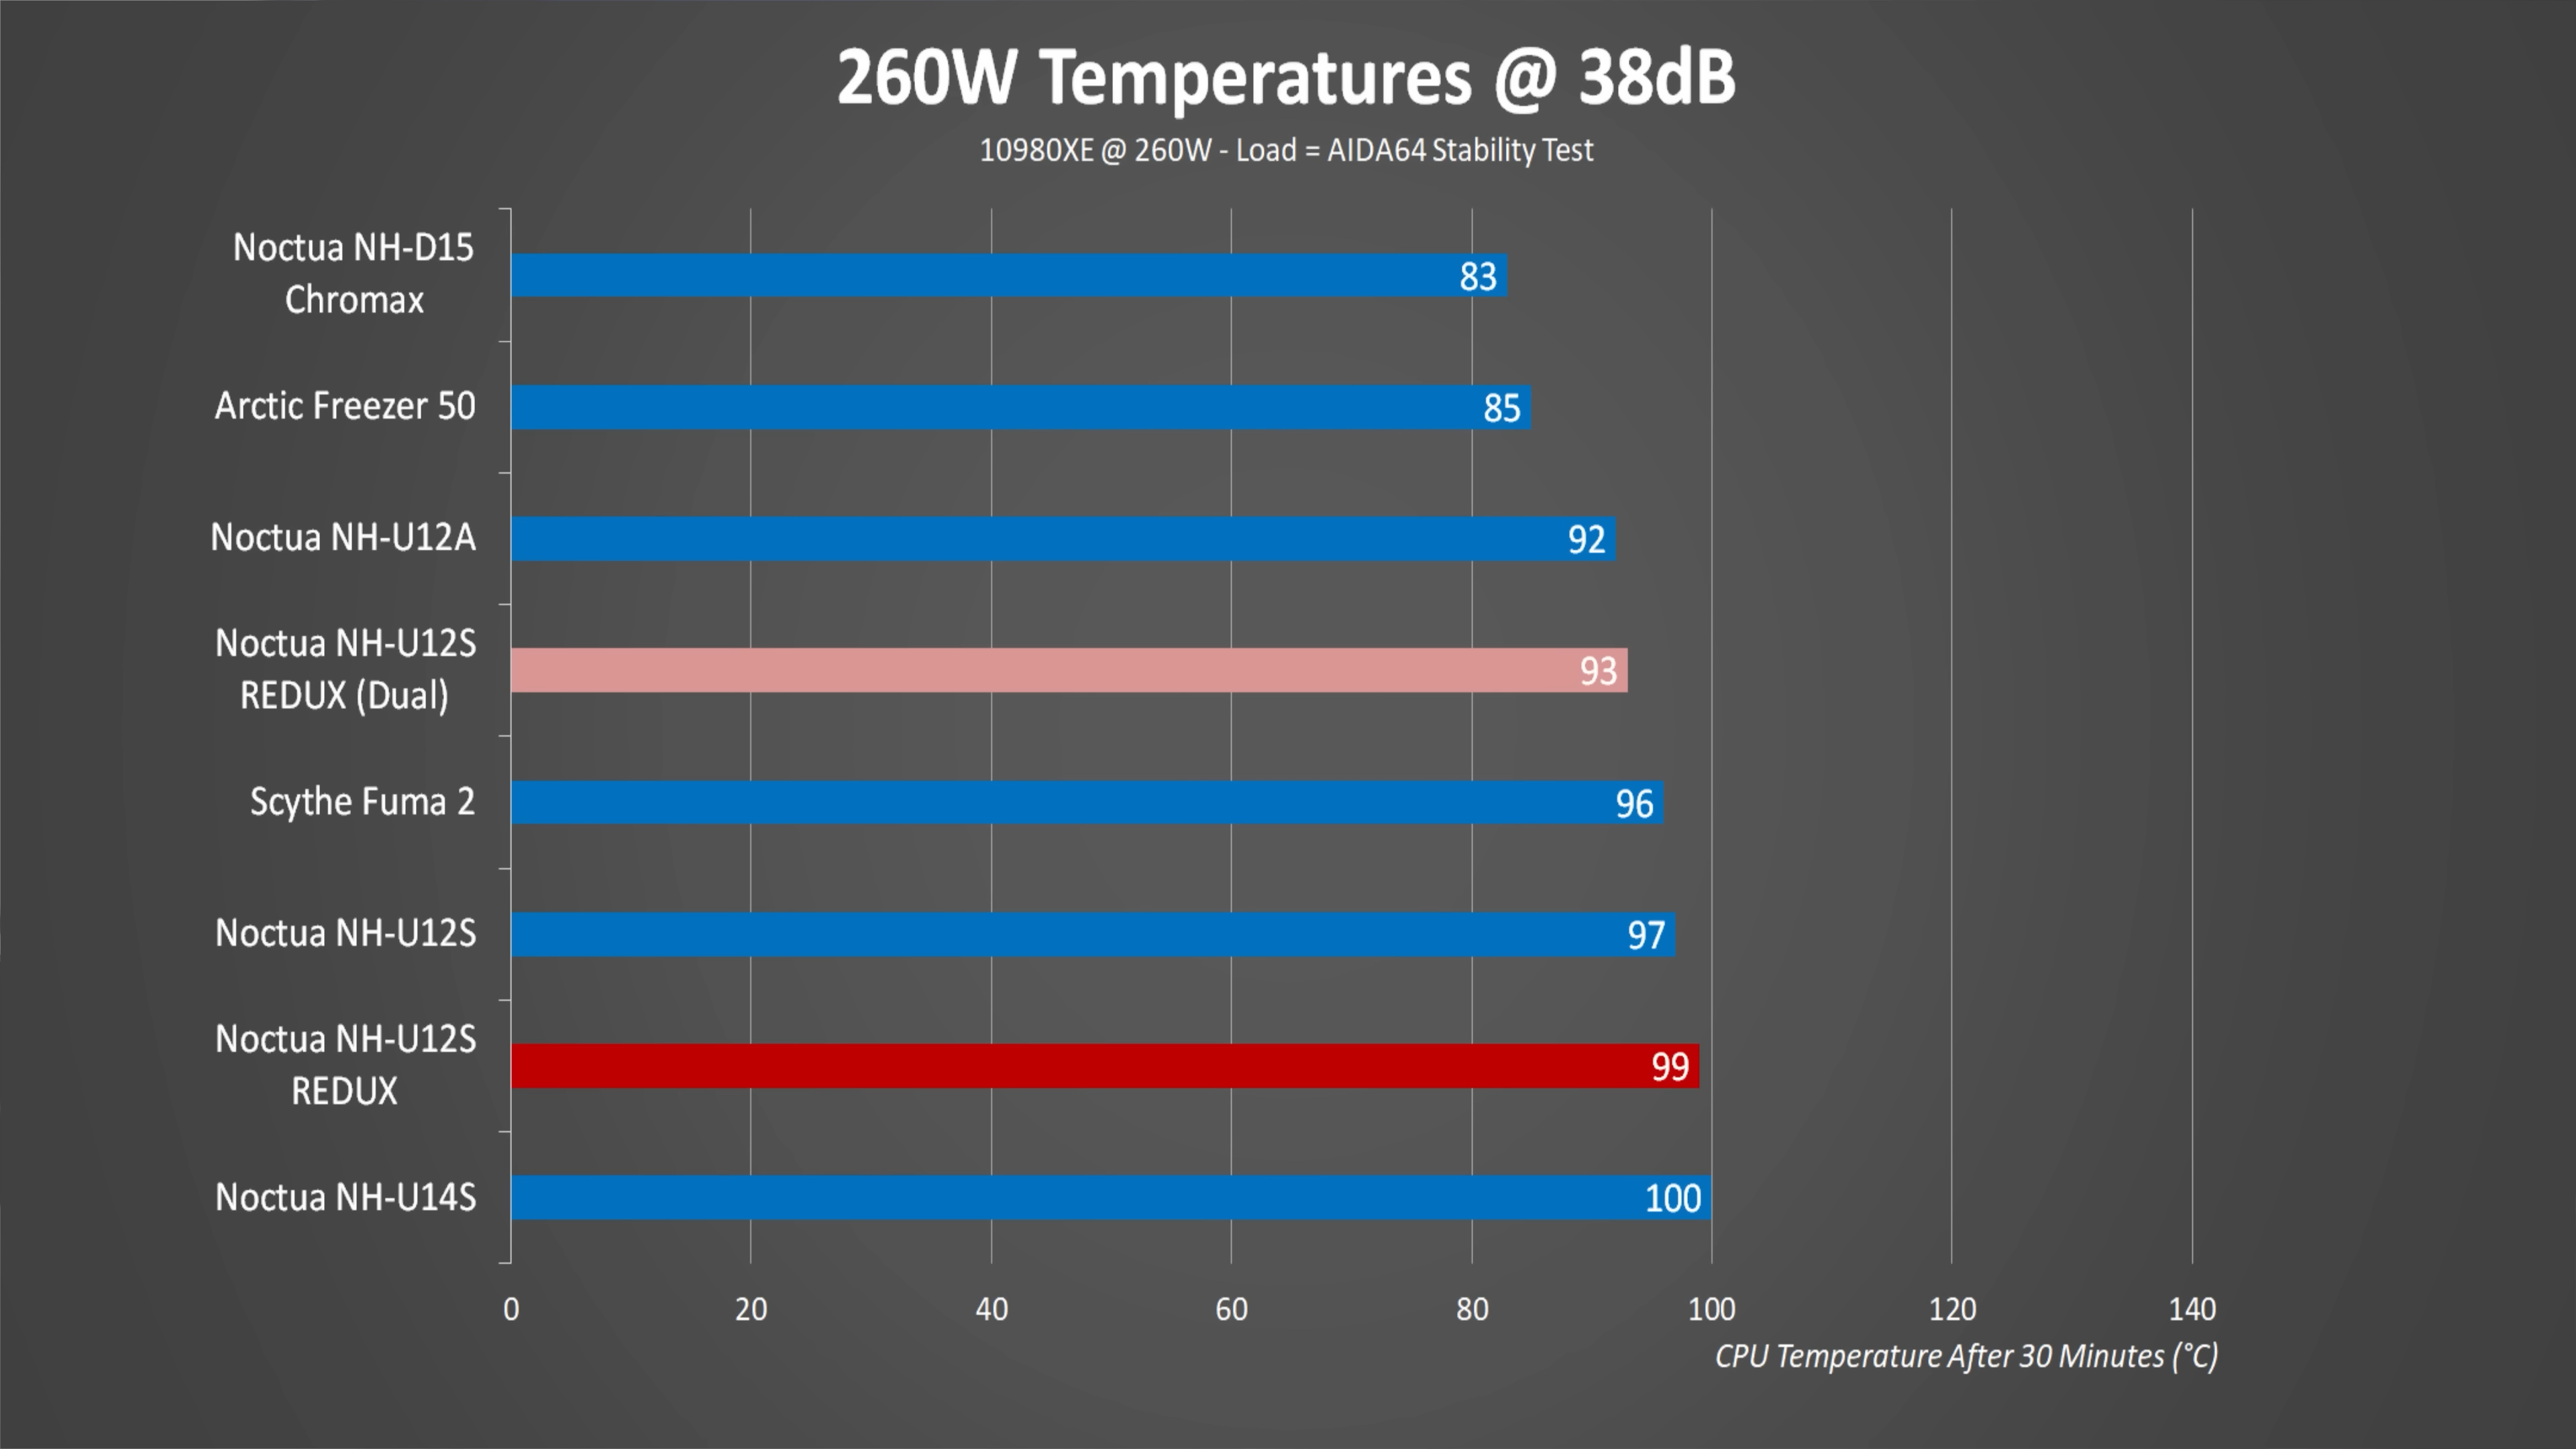 260W Temperatures @ 38dB
10980XE @ 260W - Load = AIDA64 Stability Test
Noctua NH-D15
Chromax
83
Arctic Freezer 50
85
Noctua NH-U12A
92
Noctua NH-U12S
REDUX (Dual)
93
Scythe Fuma 2
96
Noctua NH-U12S
97
Noctua NH-U12S
REDUX
99
Noctua NH-U14S
100
0 20 40 60 80 100 120 140
CPU Temperature After 30 Minutes (°C)